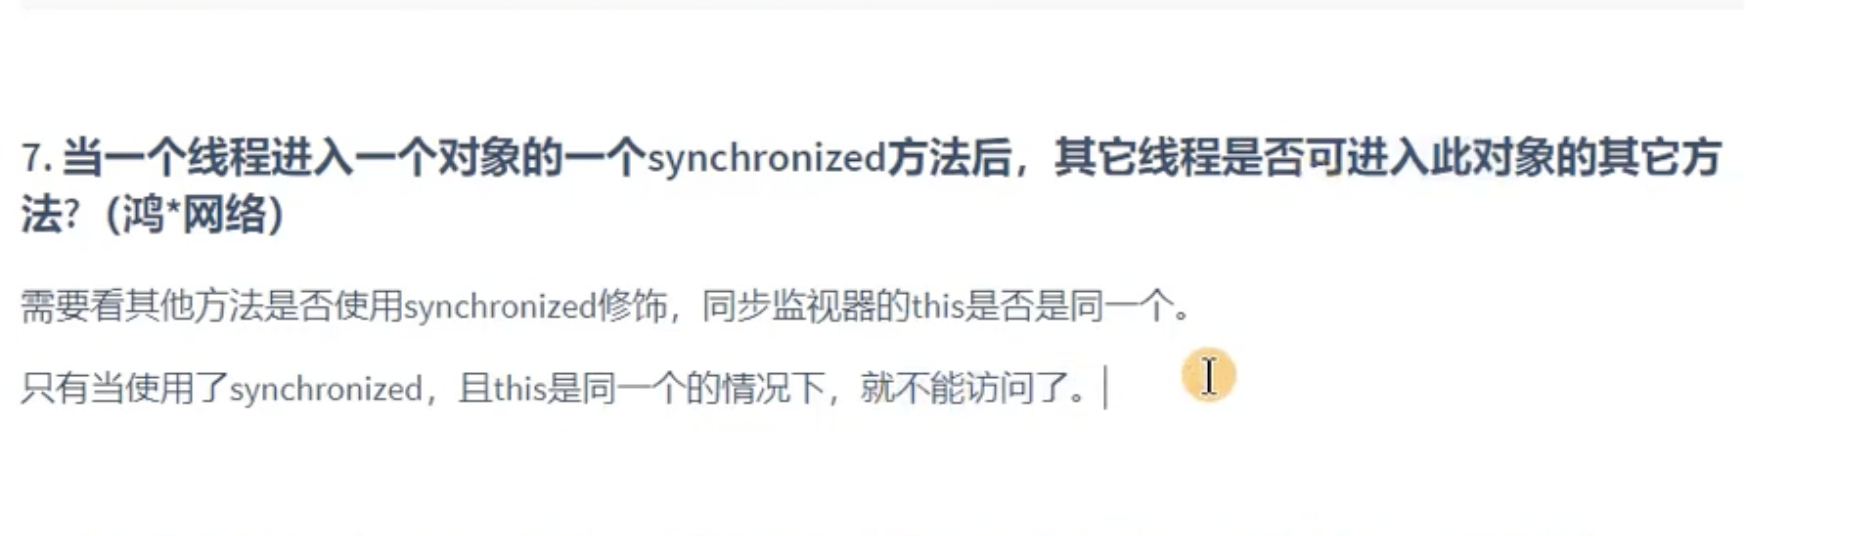 7. 当一个线程进入一个对象的一个synchronized方法后，其它线程是否可进入此对象的其它方
法?（鸿*网络）
需要看其他方法是否使用synchronized修饰，同步监视器的this是否是同一个。
只有当使用了synchronized，且this是同一个的情况下，就不能访问了。